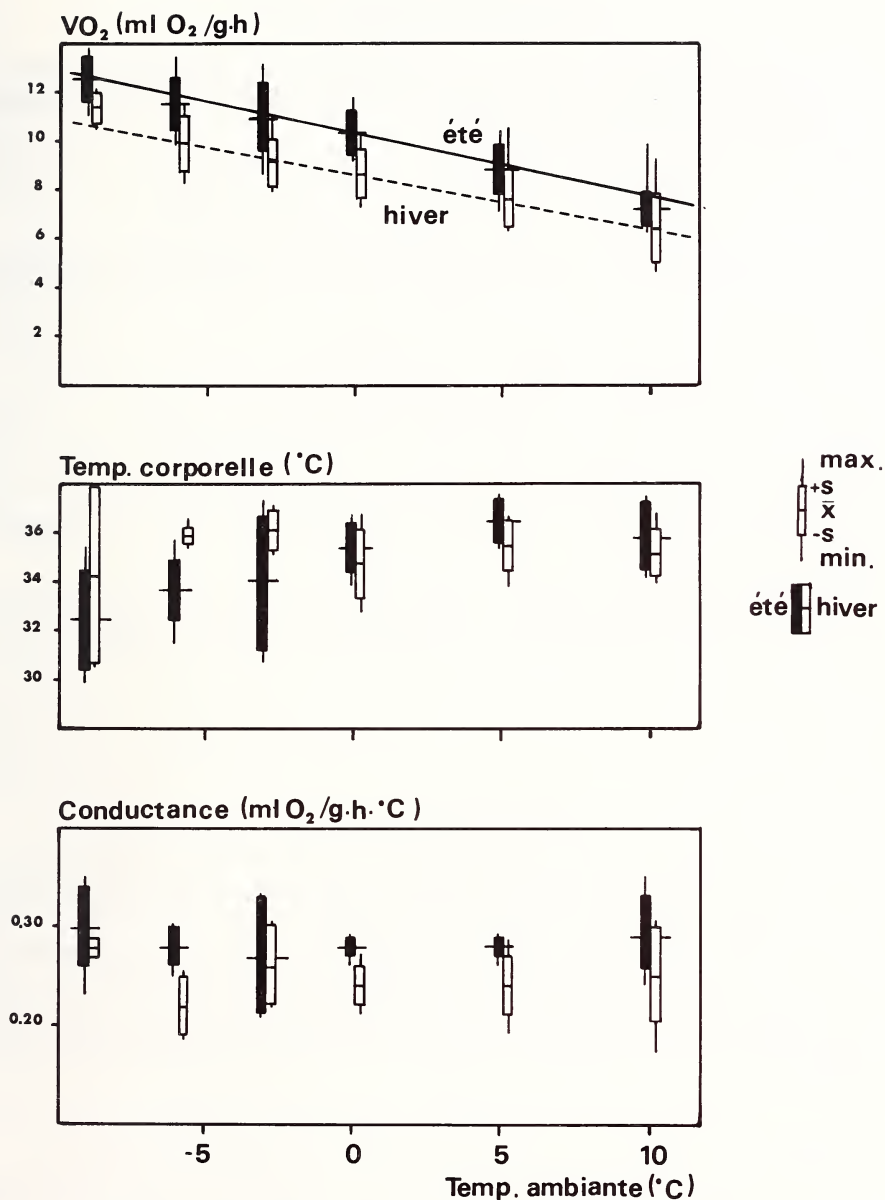 VO₂ (ml O₂ /g·h)
12
10
8
6
4
2
été
hiver
Temp. corporelle (°C)
36
34
32
30
max.
+s
x̄
-s
min.
été hiver
Conductance (ml O₂ /g·h·°C)
0,30
0.20
-5 0 5 10
Temp. ambiante (°C)